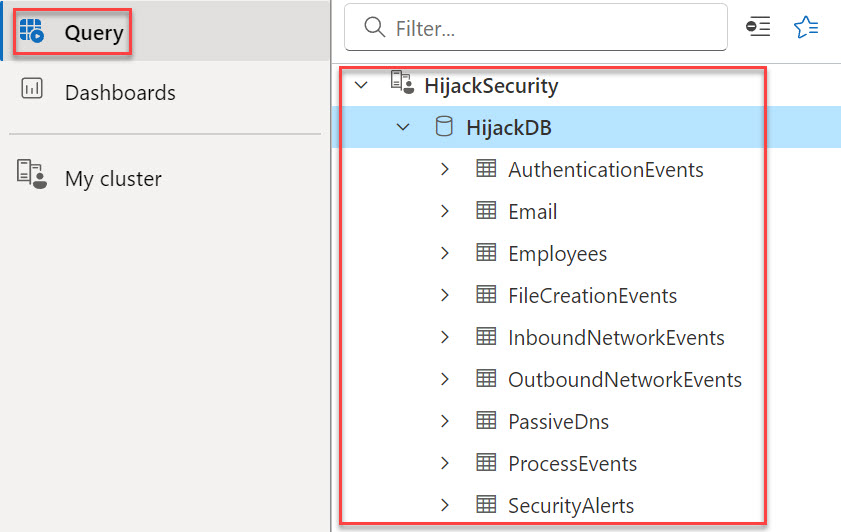 Query
Dashboards
My cluster
Filter...
HijackSecurity
HijackDB
AuthenticationEvents
Email
Employees
FileCreationEvents
InboundNetworkEvents
OutboundNetworkEvents
PassiveDns
ProcessEvents
SecurityAlerts